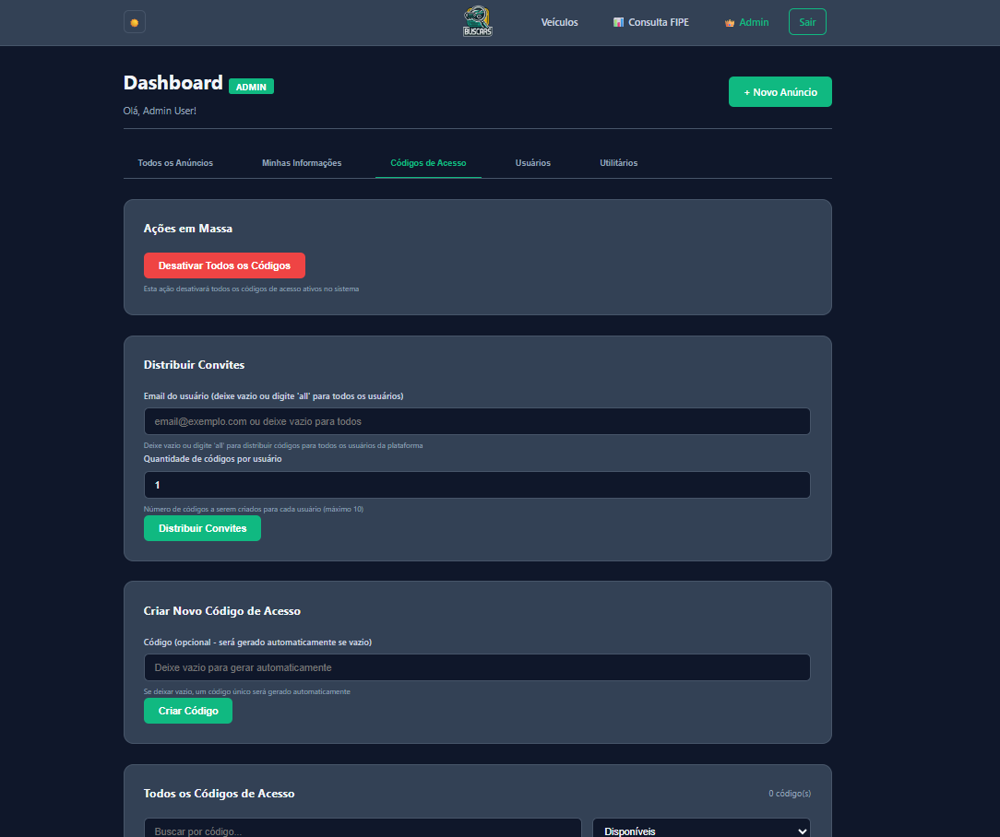 BUSCARS
Veículos
Consulta FIPE
Admin
Sair
Dashboard ADMIN
+ Novo Anúncio
Olá, Admin User!
Todos os Anúncios
Minhas Informações
Códigos de Acesso
Usuários
Utilitários
Ações em Massa
Desativar Todos os Códigos
Esta ação desativará todos os códigos de acesso ativos no sistema
Distribuir Convites
Email do usuário (deixe vazio ou digite 'all' para todos os usuários)
email@exemplo.com ou deixe vazio para todos
Deixe vazio ou digite 'all' para distribuir códigos para todos os usuários da plataforma
Quantidade de códigos por usuário
1
Número de códigos a serem criados para cada usuário (máximo 10)
Distribuir Convites
Criar Novo Código de Acesso
Código (opcional - será gerado automaticamente se vazio)
Deixe vazio para gerar automaticamente
Se deixar vazio, um código único será gerado automaticamente
Criar Código
Todos os Códigos de Acesso
0 código(s)
Buscar por código...
Disponíveis